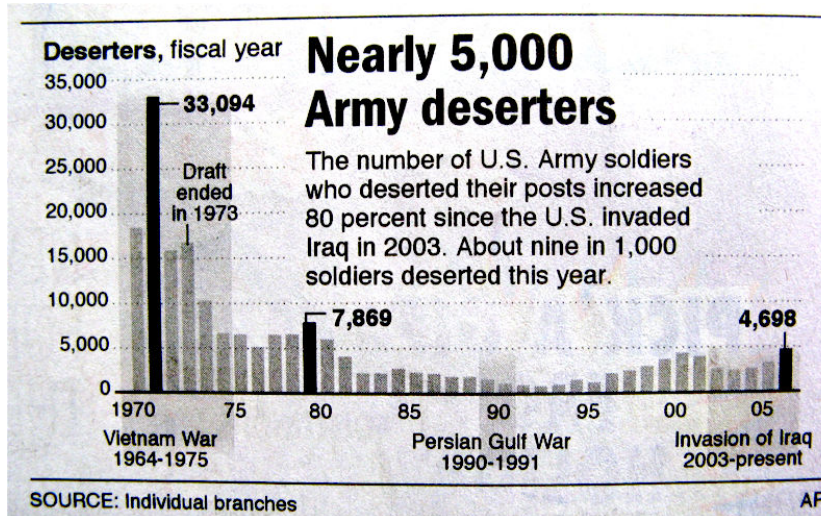 Deserters, fiscal year
Nearly 5,000
Army deserters
The number of U.S. Army soldiers
who deserted their posts increased
80 percent since the U.S. invaded
Iraq in 2003. About nine in 1,000
soldiers deserted this year.
35,000
30,000
25,000
20,000
15,000
10,000
5,000
0
33,094
Draft
ended
in 1973
7,869
4,698
1970 75 80 85 90 95 00 05
Vietnam War
1964-1975
Persian Gulf War
1990-1991
Invasion of Iraq
2003-present
SOURCE: Individual branches
AP